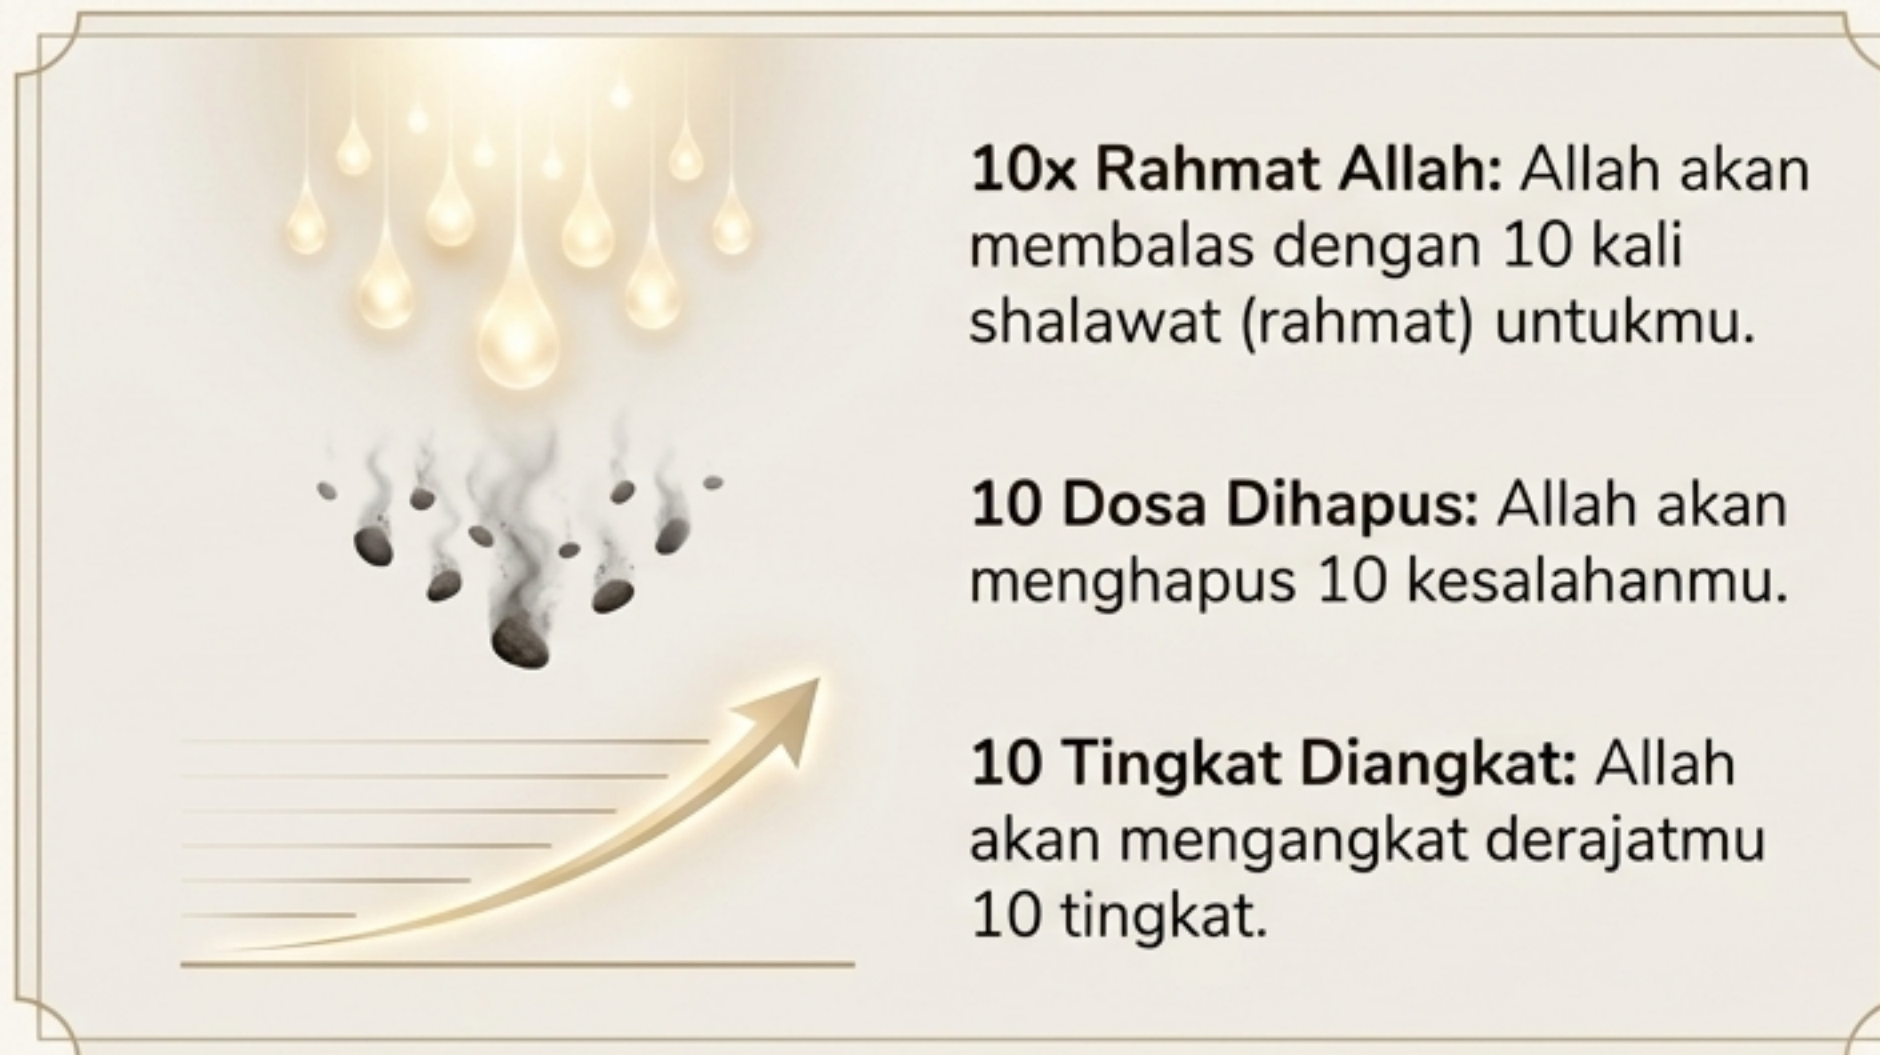 10x Rahmat Allah: Allah akan
membalas dengan 10 kali
shalawat (rahmat) untukmu.
10 Dosa Dihapus: Allah akan
menghapus 10 kesalahanmu.
10 Tingkat Diangkat: Allah
akan mengangkat derajatmu
10 tingkat.